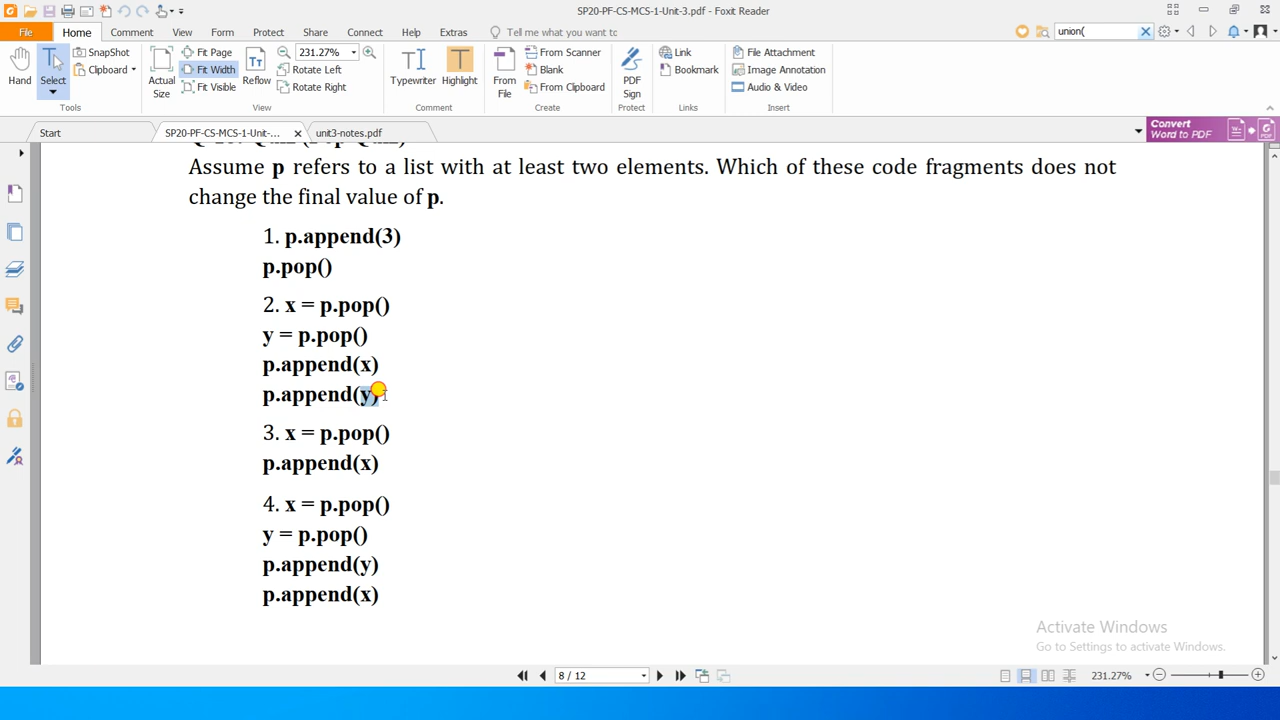 SP20-PF-CS-MCS-1-Unit-3.pdf - Foxit Reader
File Home Comment View Form Protect Share Connect Help Extras Tell me what you want tc union(
Hand Select SnapShot Clipboard Tools
Actual Size Fit Page Fit Width Fit Visible Reflow 231.27% Rotate Left Rotate Right View
Typewriter Highlight Comment
From File From Scanner Blank From Clipboard Create
PDF Sign Protect
Link Bookmark Links
File Attachment Image Annotation Audio & Video Insert
Start SP20-PF-CS-MCS-1-Unit-... unit3-notes.pdf
Convert
Word to PDF
Assume p refers to a list with at least two elements. Which of these code fragments does not
change the final value of p.
1. p.append(3)
p.pop()
2. x = p.pop()
y = p.pop()
p.append(x)
p.append(y)
3. x = p.pop()
p.append(x)
4. x = p.pop()
y = p.pop()
p.append(y)
p.append(x)
Activate Windows
Go to Settings to activate Windows.
8 / 12
231.27%